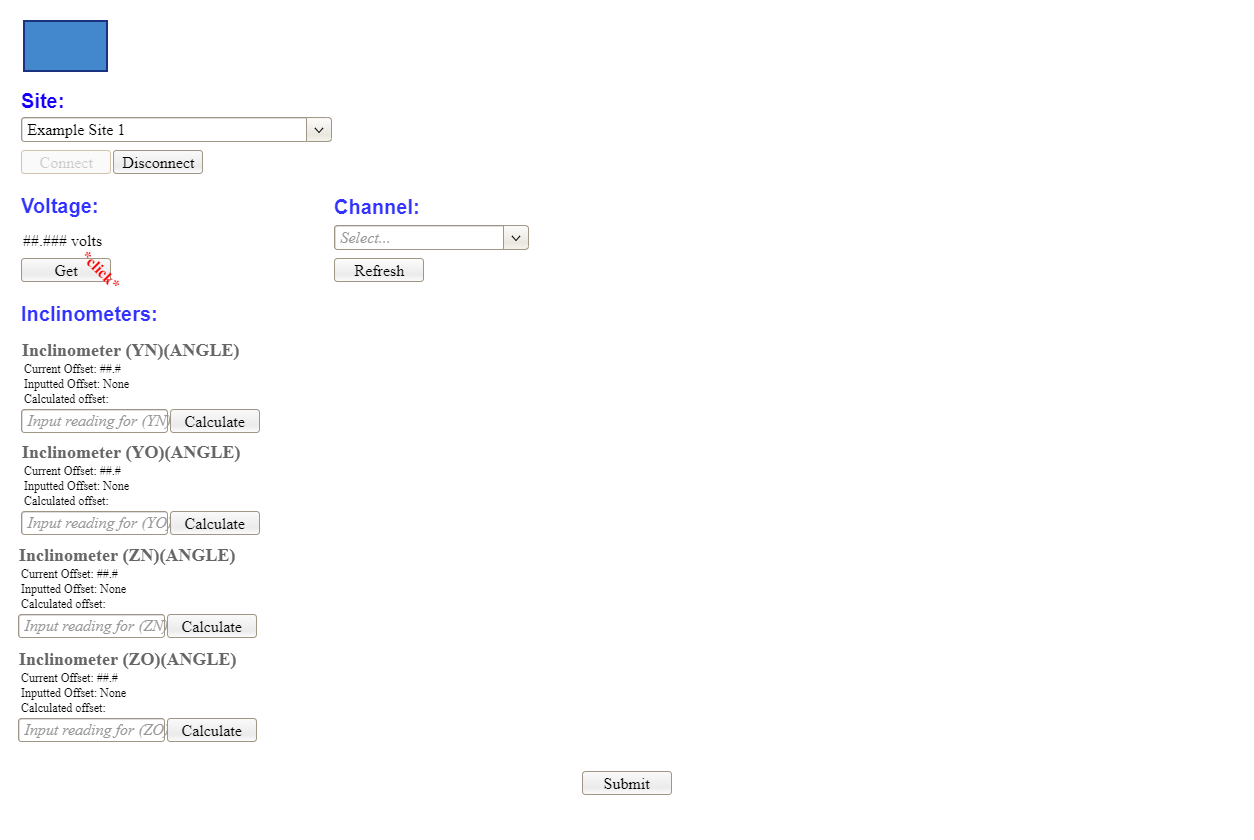 Site:
Example Site 1
Connect Disconnect
Voltage:
Channel:
##.### volts
Select...
Get *click*
Refresh
Inclinometers:
Inclinometer (YN)(ANGLE)
Current Offset: ##.#
Inputted Offset: None
Calculated offset:
Input reading for (YN) Calculate
Inclinometer (YO)(ANGLE)
Current Offset: ##.#
Inputted Offset: None
Calculated offset:
Input reading for (YO) Calculate
Inclinometer (ZN)(ANGLE)
Current Offset: ##.#
Inputted Offset: None
Calculated offset:
Input reading for (ZN) Calculate
Inclinometer (ZO)(ANGLE)
Current Offset: ##.#
Inputted Offset: None
Calculated offset:
Input reading for (ZO) Calculate
Submit